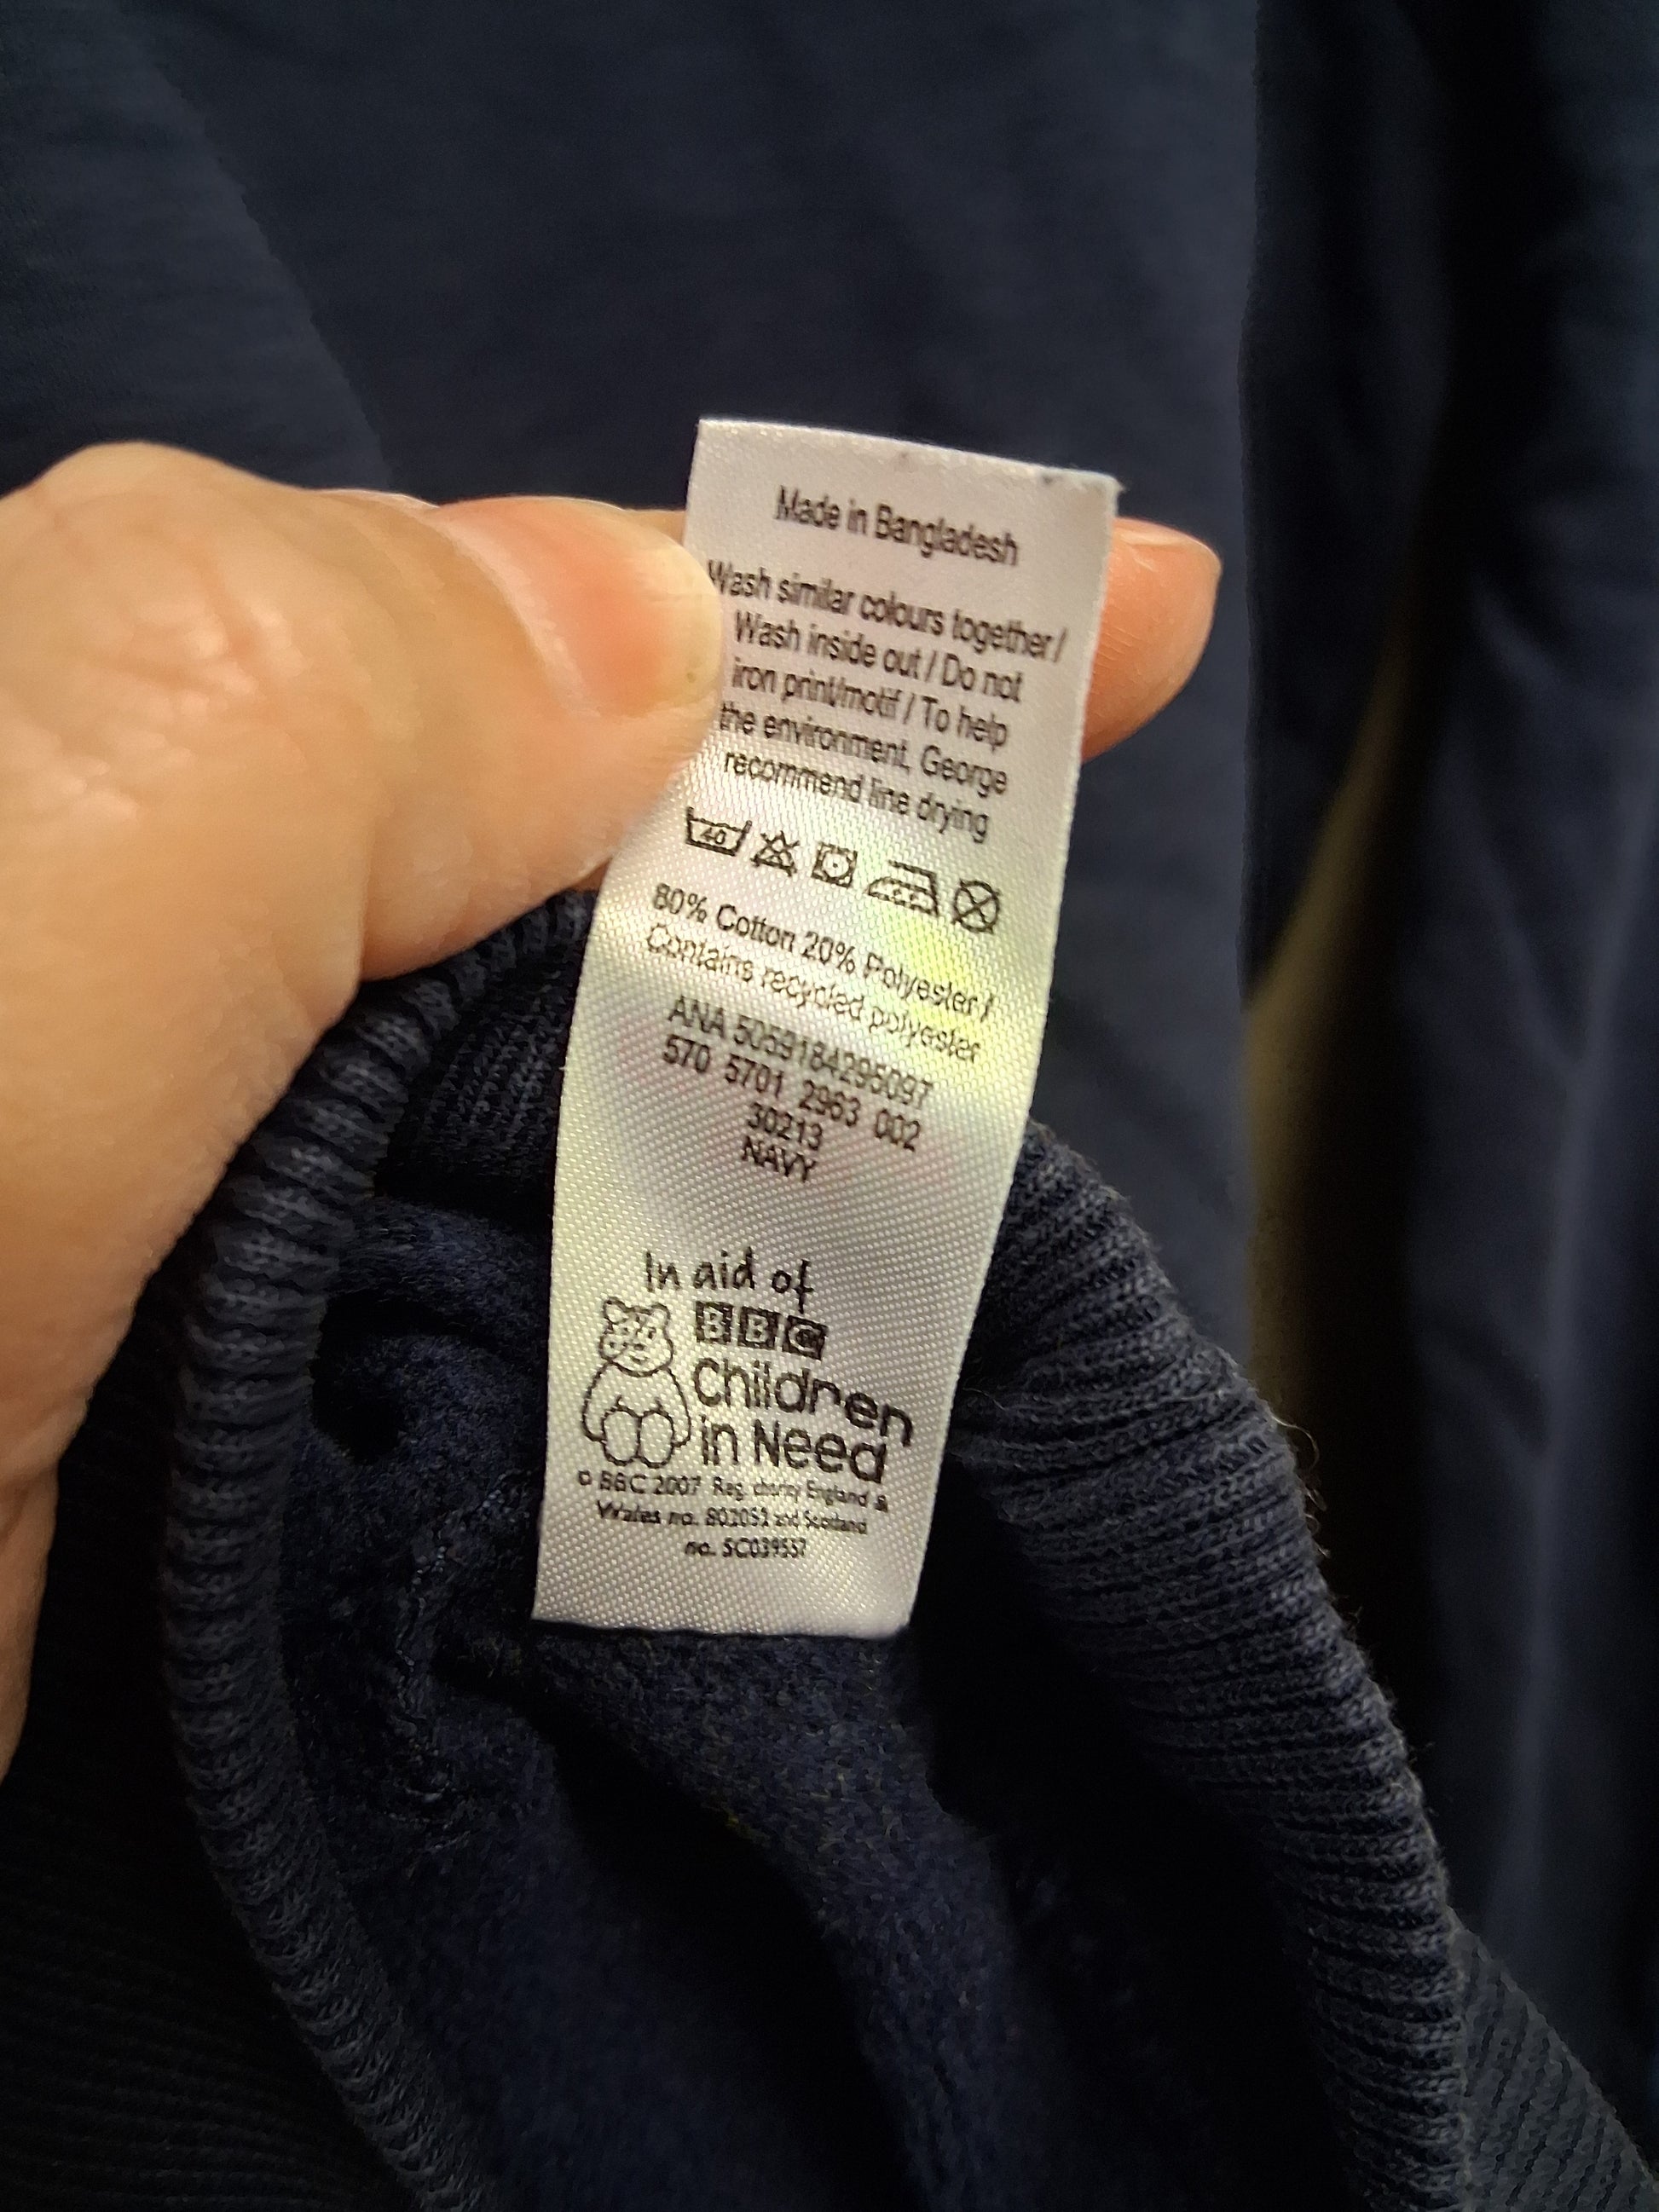 Made in Bangladesh
Wash similar colours together /
Wash inside out / Do not
iron print/motif / To help
the environment, George
recommend line drying
40
80% Cotton 20% Polyester /
Contains recycled polyester
ANA 5059184295097
570 5701 2963 002
30213
NAVY
In aid of
BBC
Children
in Need
© BBC 2007 Reg. charity England &
Wales no. 802052 and Scotland
no. SC039557